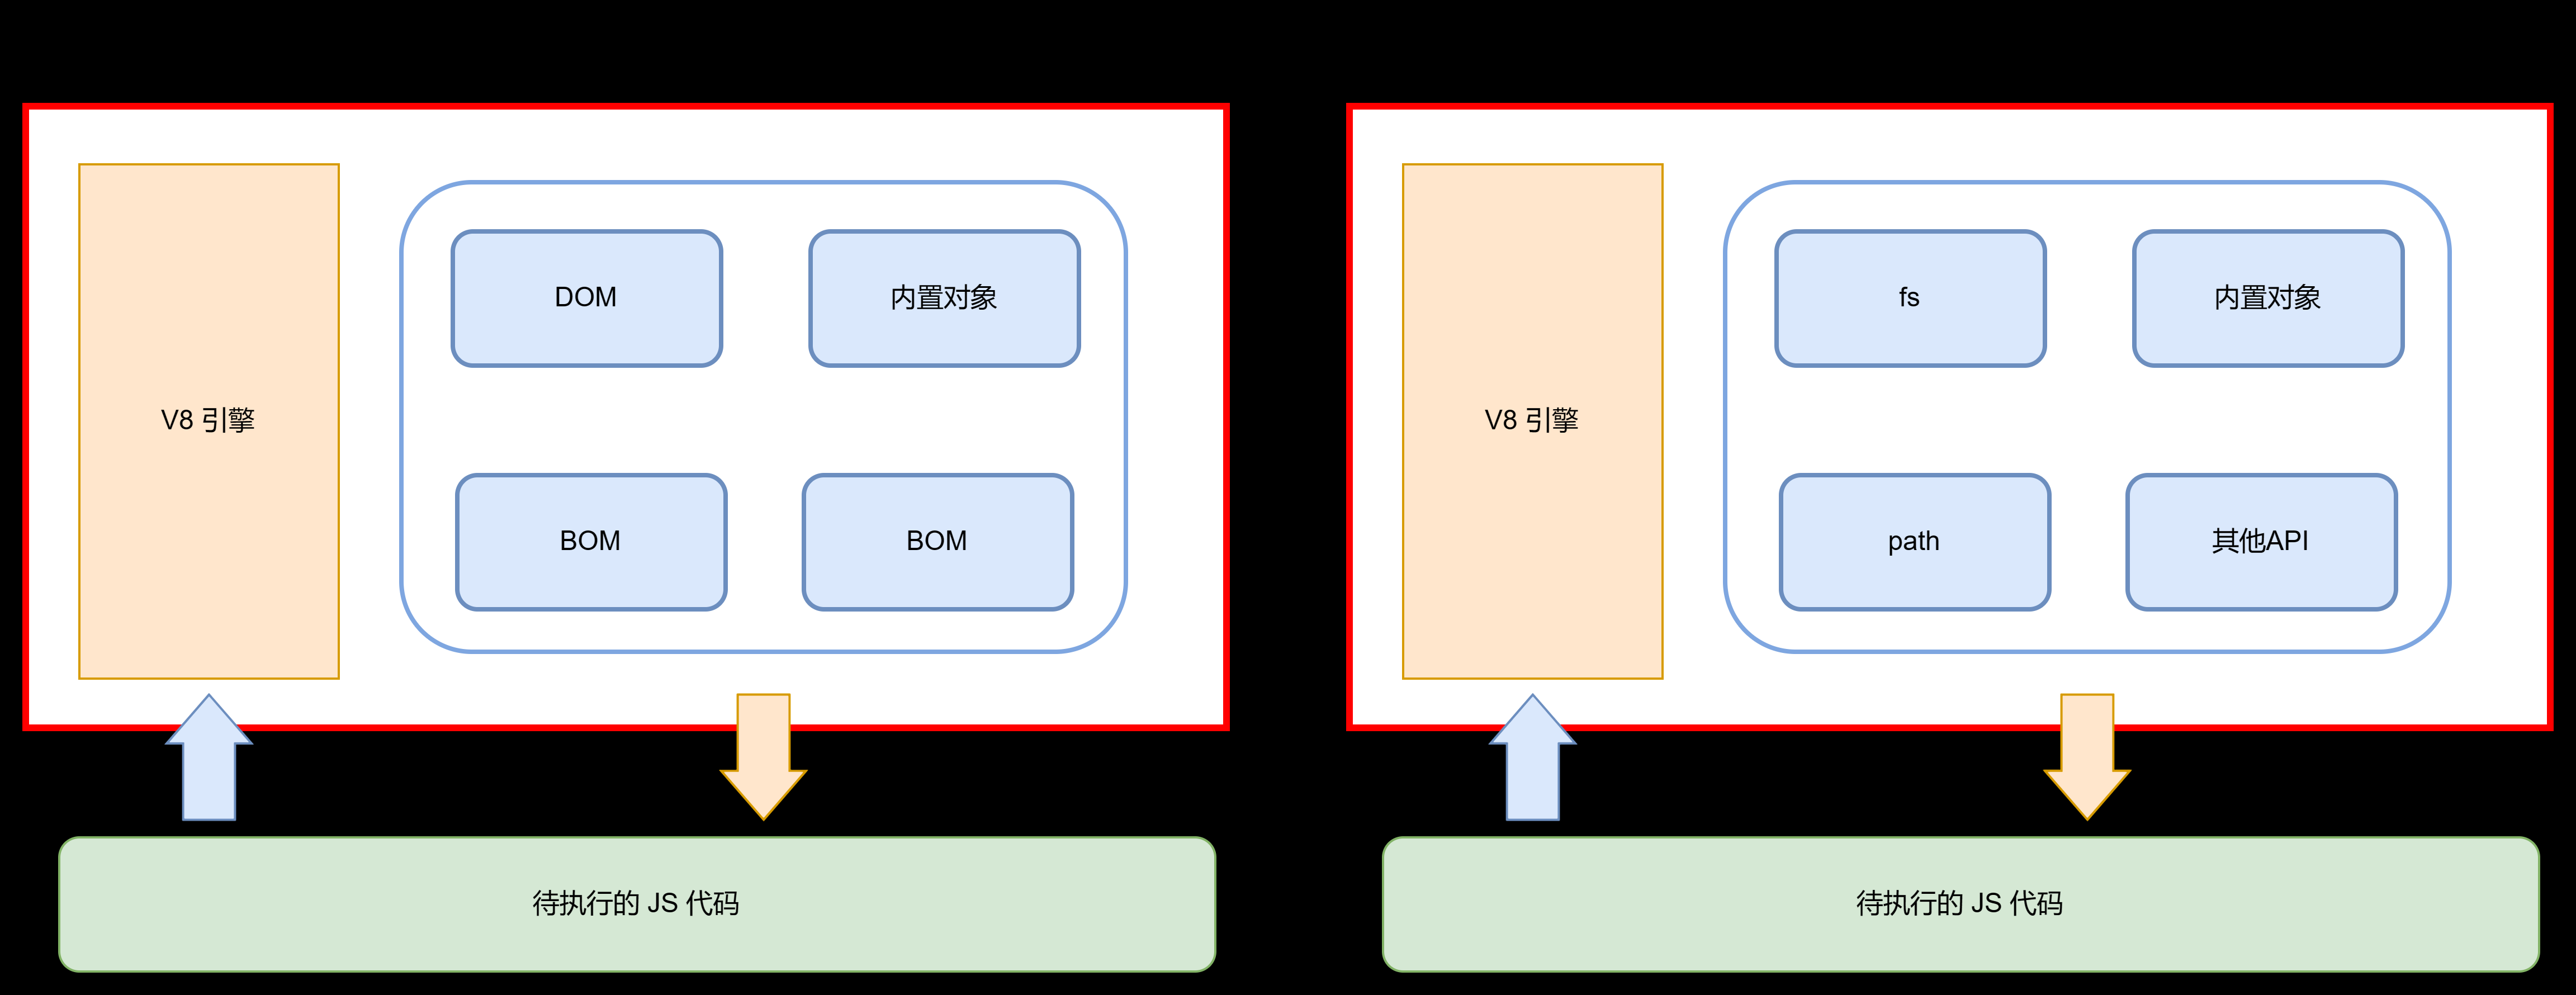 V8 引擎
DOM
内置对象
BOM
BOM
待执行的 JS 代码
V8 引擎
fs
内置对象
path
其他API
待执行的 JS 代码